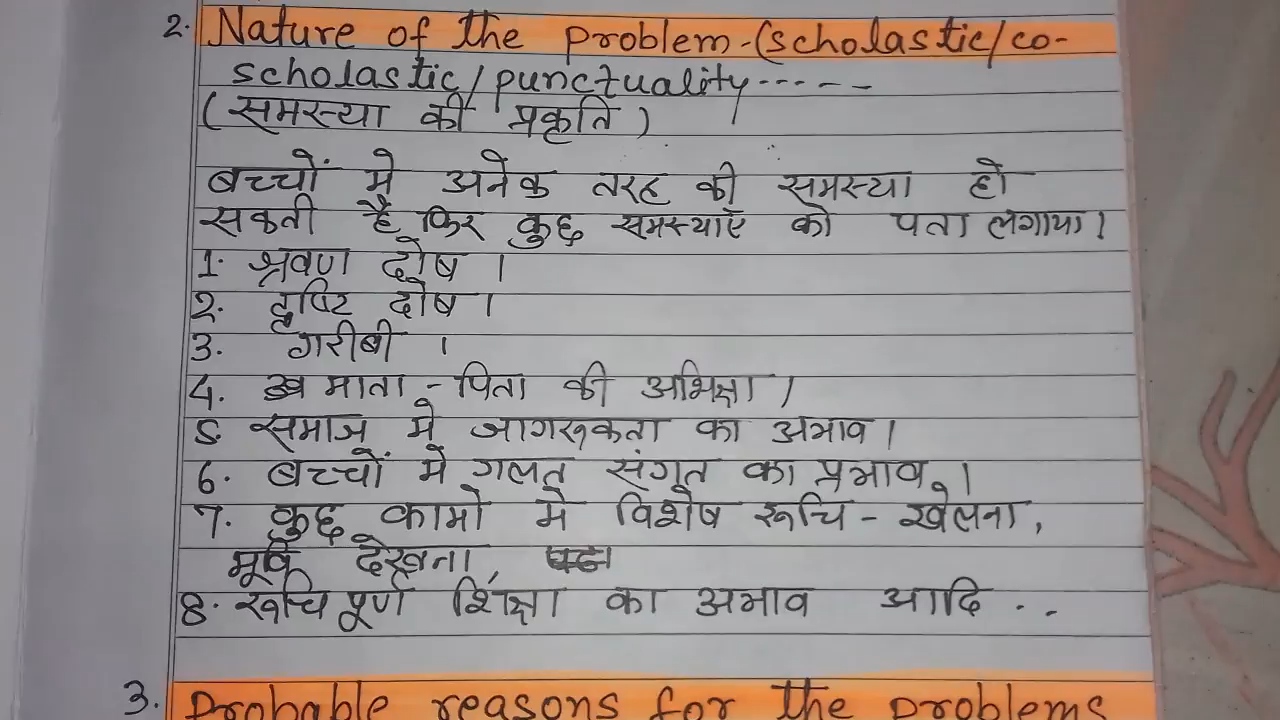 2. Nature of the problem-(scholastic/co-
scholastic/punctuality-----
(समस्या की प्रकृति)
बच्चों मे अनेक तरह की समस्या हो
सकती है फिर कुछ समस्याएँ को पता लगाया।
1. श्रवण दोष ।
2. दृष्टि दोष ।
3. गरीबी ।
4. माता - पिता की अभिक्षा ।
5. समाज मे जागरूकता का अभाव ।
6. बच्चों मे गलत संगत का प्रभाव ।
7. कुछ कामो मे विशेष रूचि - खेलना,
देखना,
8. रूचि पूर्ण शिक्षा का अभाव आदि ..
3. Probable reasons for the problems